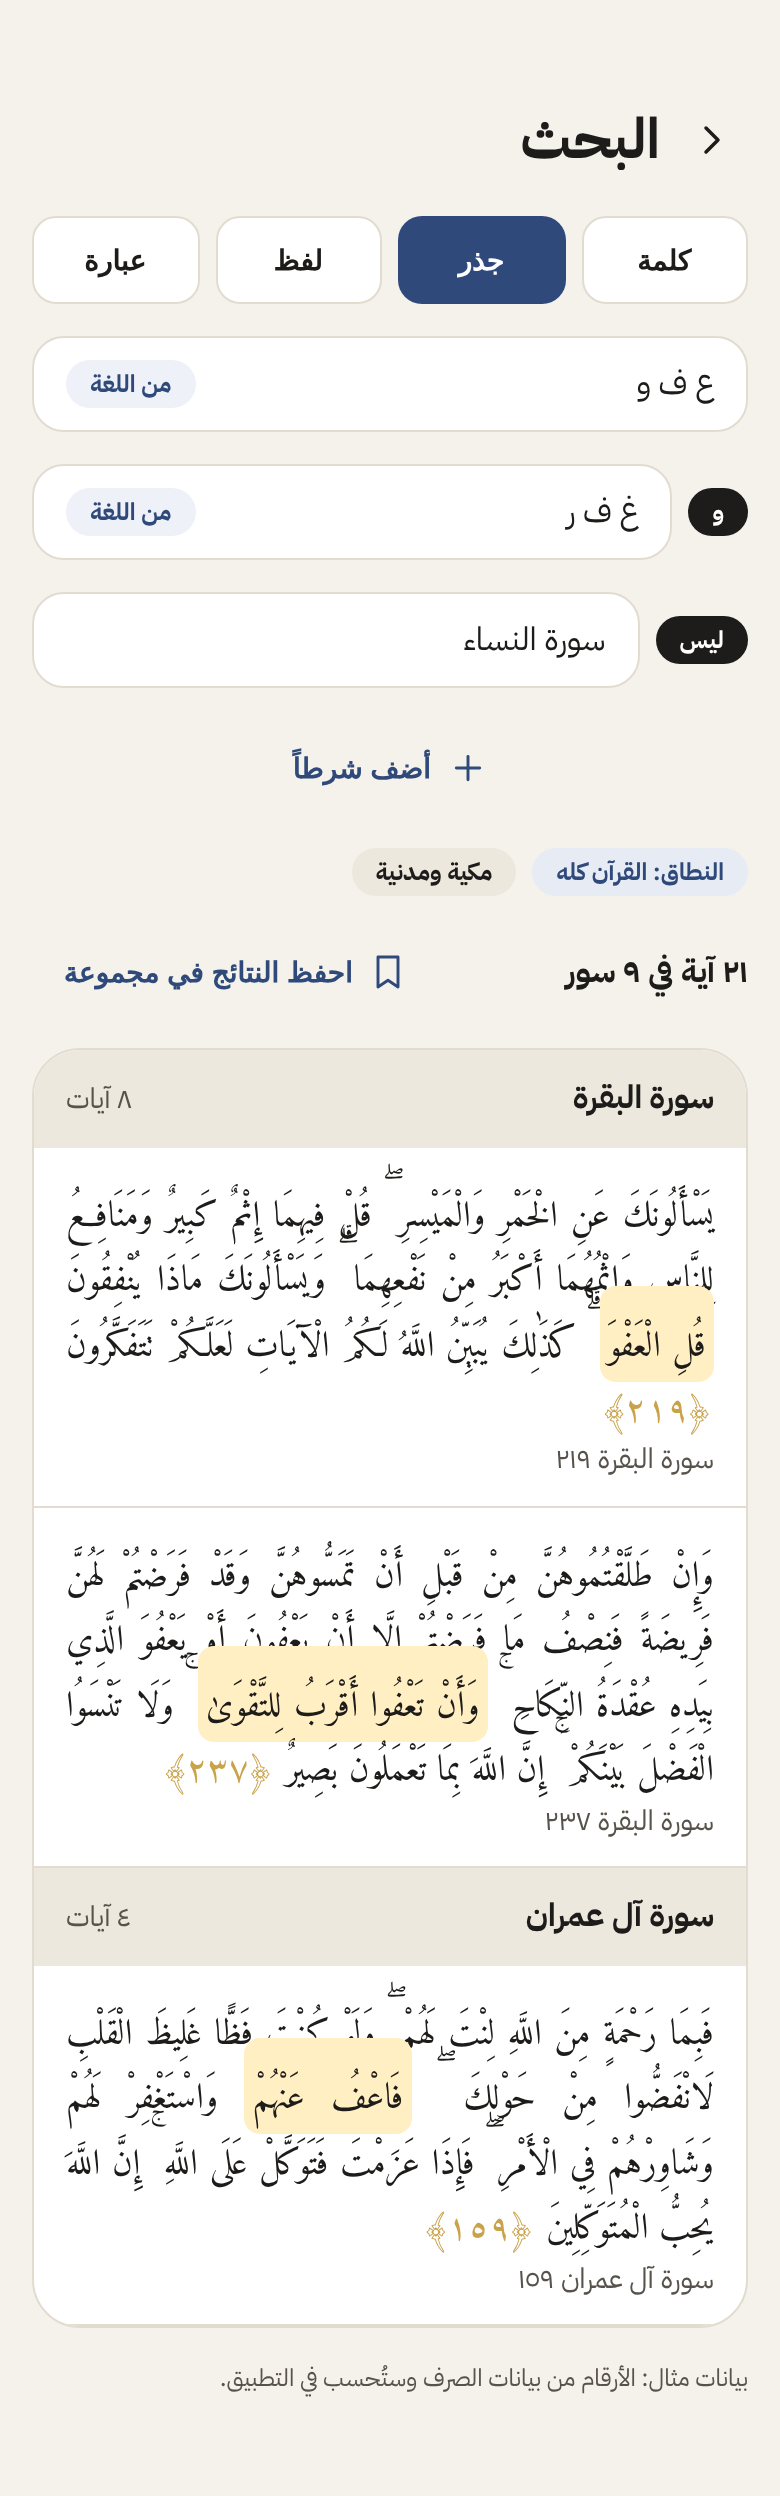 البحث
كلمة
جذر
لفظ
عبارة
ع ف و
من اللغة
و
غ ف ر
من اللغة
ليس
سورة النساء
أضف شرطاً
النطاق: القرآن كله
مكية ومدنية
٢١ آية في ٩ سور
احفظ النتائج في مجموعة
سورة البقرة
٨ آيات
يَسْأَلُونَكَ عَنِ الْخَمْرِ وَالْمَيْسِرِ ۖ قُلْ فِيهِمَا إِثْمٌ كَبِيرٌ وَمَنَافِعُ
لِلنَّاسِ وَإِثْمُهُمَا أَكْبَرُ مِنْ نَفْعِهِمَا ۗ وَيَسْأَلُونَكَ مَاذَا يُنْفِقُونَ
قُلِ الْعَفْوَ ۗ كَذَٰلِكَ يُبَيِّنُ اللَّهُ لَكُمُ الْآيَاتِ لَعَلَّكُمْ تَتَفَكَّرُونَ
﴿٢١٩﴾
سورة البقرة ٢١٩
وَإِنْ طَلَّقْتُمُوهُنَّ مِنْ قَبْلِ أَنْ تَمَسُّوهُنَّ وَقَدْ فَرَضْتُمْ لَهُنَّ
فَرِيضَةً فَنِصْفُ مَا فَرَضْتُمْ إِلَّا أَنْ يَعْفُونَ أَوْ يَعْفُوَ الَّذِي
بِيَدِهِ عُقْدَةُ النِّكَاحِ ۚ وَأَنْ تَعْفُوا أَقْرَبُ لِلتَّقْوَىٰ ۚ وَلَا تَنْسَوُا
الْفَضْلَ بَيْنَكُمْ ۚ إِنَّ اللَّهَ بِمَا تَعْمَلُونَ بَصِيرٌ ﴿٢٣٧﴾
سورة البقرة ٢٣٧
سورة آل عمران
٤ آيات
فَبِمَا رَحْمَةٍ مِنَ اللَّهِ لِنْتَ لَهُمْ ۖ وَلَوْ كُنْتَ فَظًّا غَلِيظَ الْقَلْبِ
لَانْفَضُّوا مِنْ حَوْلِكَ ۖ فَاعْفُ عَنْهُمْ وَاسْتَغْفِرْ لَهُمْ
وَشَاوِرْهُمْ فِي الْأَمْرِ ۖ فَإِذَا عَزَمْتَ فَتَوَكَّلْ عَلَى اللَّهِ ۚ إِنَّ اللَّهَ
يُحِبُّ الْمُتَوَكِّلِينَ ﴿١٥٩﴾
سورة آل عمران ١٥٩
بيانات مثال: الأرقام من بيانات الصرف وستُحسب في التطبيق.